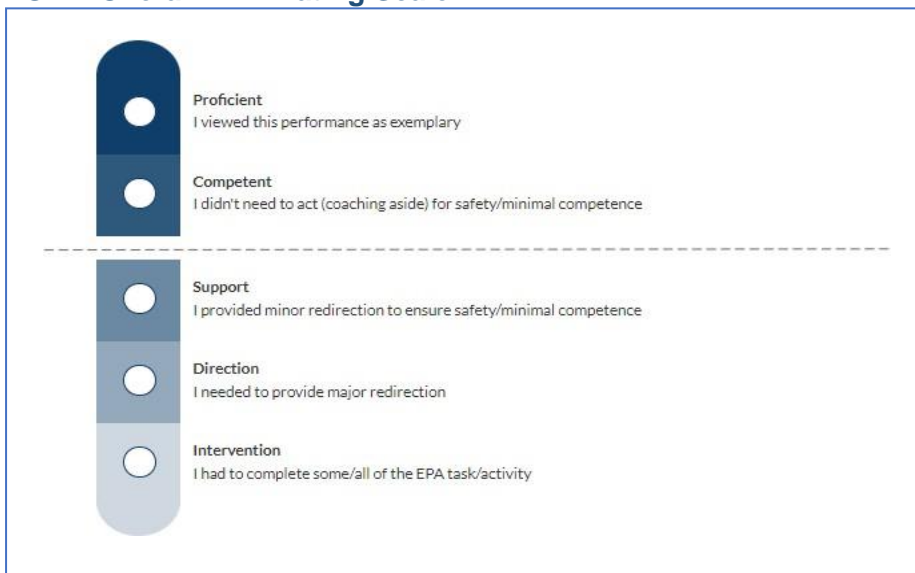 Proficient
I viewed this performance as exemplary
Competent
I didn't need to act (coaching aside) for safety/minimal competence
Support
I provided minor redirection to ensure safety/minimal competence
Direction
I needed to provide major redirection
Intervention
I had to complete some/all of the EPA task/activity